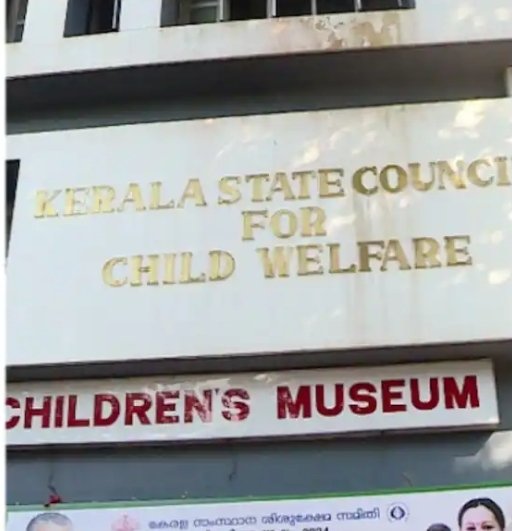 KERALA STATE COUNCI
FOR
CHILD WELFARE
CHILDREN'S MUSEUM
കേരള സംസ്ഥാന ശിശുക്ഷേമ സമിതി